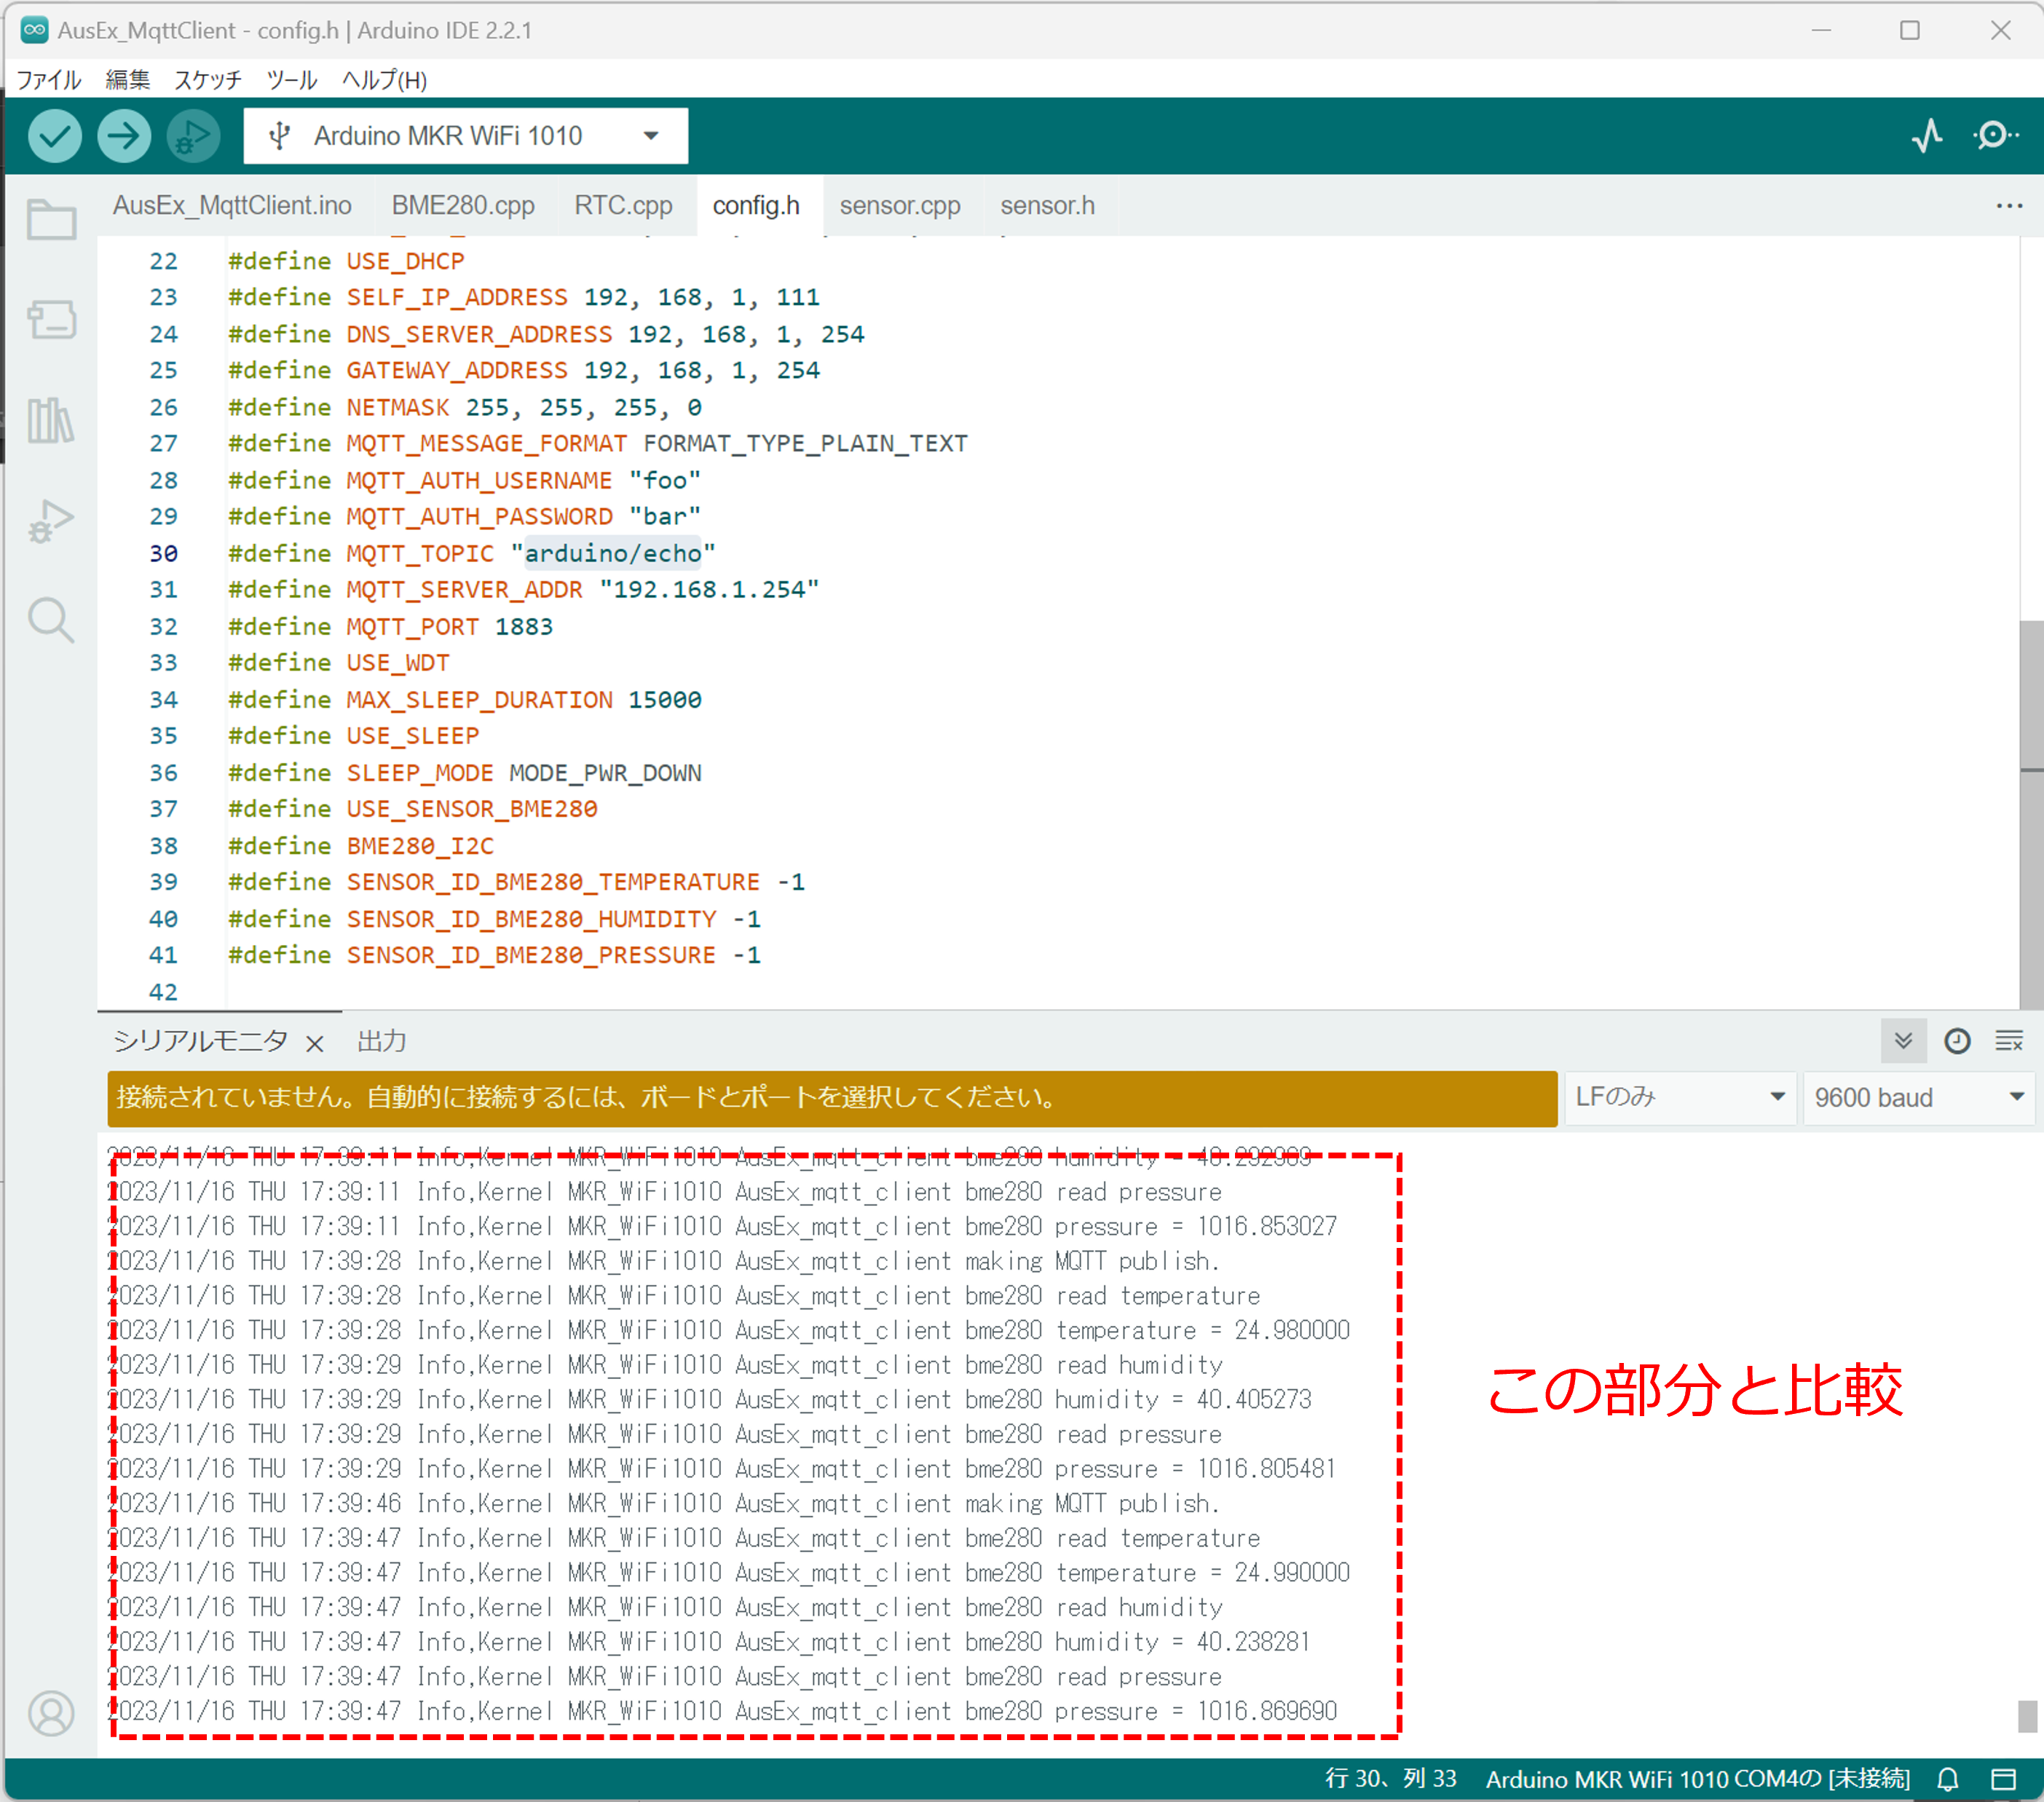 AusEx_MqttClient - config.h | Arduino IDE 2.2.1
ファイル 編集 スケッチ ツール ヘルプ(H)
Arduino MKR WiFi 1010
AusEx_MqttClient.ino BME280.cpp RTC.cpp config.h sensor.cpp sensor.h ...
22 #define USE_DHCP
23 #define SELF_IP_ADDRESS 192, 168, 1, 111
24 #define DNS_SERVER_ADDRESS 192, 168, 1, 254
25 #define GATEWAY_ADDRESS 192, 168, 1, 254
26 #define NETMASK 255, 255, 255, 0
27 #define MQTT_MESSAGE_FORMAT FORMAT_TYPE_PLAIN_TEXT
28 #define MQTT_AUTH_USERNAME "foo"
29 #define MQTT_AUTH_PASSWORD "bar"
30 #define MQTT_TOPIC "arduino/echo"
31 #define MQTT_SERVER_ADDR "192.168.1.254"
32 #define MQTT_PORT 1883
33 #define USE_WDT
34 #define MAX_SLEEP_DURATION 15000
35 #define USE_SLEEP
36 #define SLEEP_MODE MODE_PWR_DOWN
37 #define USE_SENSOR_BME280
38 #define BME280_I2C
39 #define SENSOR_ID_BME280_TEMPERATURE -1
40 #define SENSOR_ID_BME280_HUMIDITY -1
41 #define SENSOR_ID_BME280_PRESSURE -1
42
シリアルモニタ × 出力
接続されていません。自動的に接続するには、ボードとポートを選択してください。 LFのみ 9600 baud
2023/11/16 THU 17:39:11 Info,Kernel MKR_WiFi1010 AusEx_mqtt_client bme280 humidity =
2023/11/16 THU 17:39:11 Info,Kernel MKR_WiFi1010 AusEx_mqtt_client bme280 read pressure
2023/11/16 THU 17:39:11 Info,Kernel MKR_WiFi1010 AusEx_mqtt_client bme280 pressure = 1016.853027
2023/11/16 THU 17:39:28 Info,Kernel MKR_WiFi1010 AusEx_mqtt_client making MQTT publish.
2023/11/16 THU 17:39:28 Info,Kernel MKR_WiFi1010 AusEx_mqtt_client bme280 read temperature
2023/11/16 THU 17:39:28 Info,Kernel MKR_WiFi1010 AusEx_mqtt_client bme280 temperature = 24.980000
2023/11/16 THU 17:39:29 Info,Kernel MKR_WiFi1010 AusEx_mqtt_client bme280 read humidity
2023/11/16 THU 17:39:29 Info,Kernel MKR_WiFi1010 AusEx_mqtt_client bme280 humidity = 40.405273
2023/11/16 THU 17:39:29 Info,Kernel MKR_WiFi1010 AusEx_mqtt_client bme280 read pressure
2023/11/16 THU 17:39:29 Info,Kernel MKR_WiFi1010 AusEx_mqtt_client bme280 pressure = 1016.805481
2023/11/16 THU 17:39:46 Info,Kernel MKR_WiFi1010 AusEx_mqtt_client making MQTT publish.
2023/11/16 THU 17:39:47 Info,Kernel MKR_WiFi1010 AusEx_mqtt_client bme280 read temperature
2023/11/16 THU 17:39:47 Info,Kernel MKR_WiFi1010 AusEx_mqtt_client bme280 temperature = 24.990000
2023/11/16 THU 17:39:47 Info,Kernel MKR_WiFi1010 AusEx_mqtt_client bme280 read humidity
2023/11/16 THU 17:39:47 Info,Kernel MKR_WiFi1010 AusEx_mqtt_client bme280 humidity = 40.238281
2023/11/16 THU 17:39:47 Info,Kernel MKR_WiFi1010 AusEx_mqtt_client bme280 read pressure
2023/11/16 THU 17:39:47 Info,Kernel MKR_WiFi1010 AusEx_mqtt_client bme280 pressure = 1016.869690
この部分と比較
行 30、列 33 Arduino MKR WiFi 1010 COM4の [未接続]